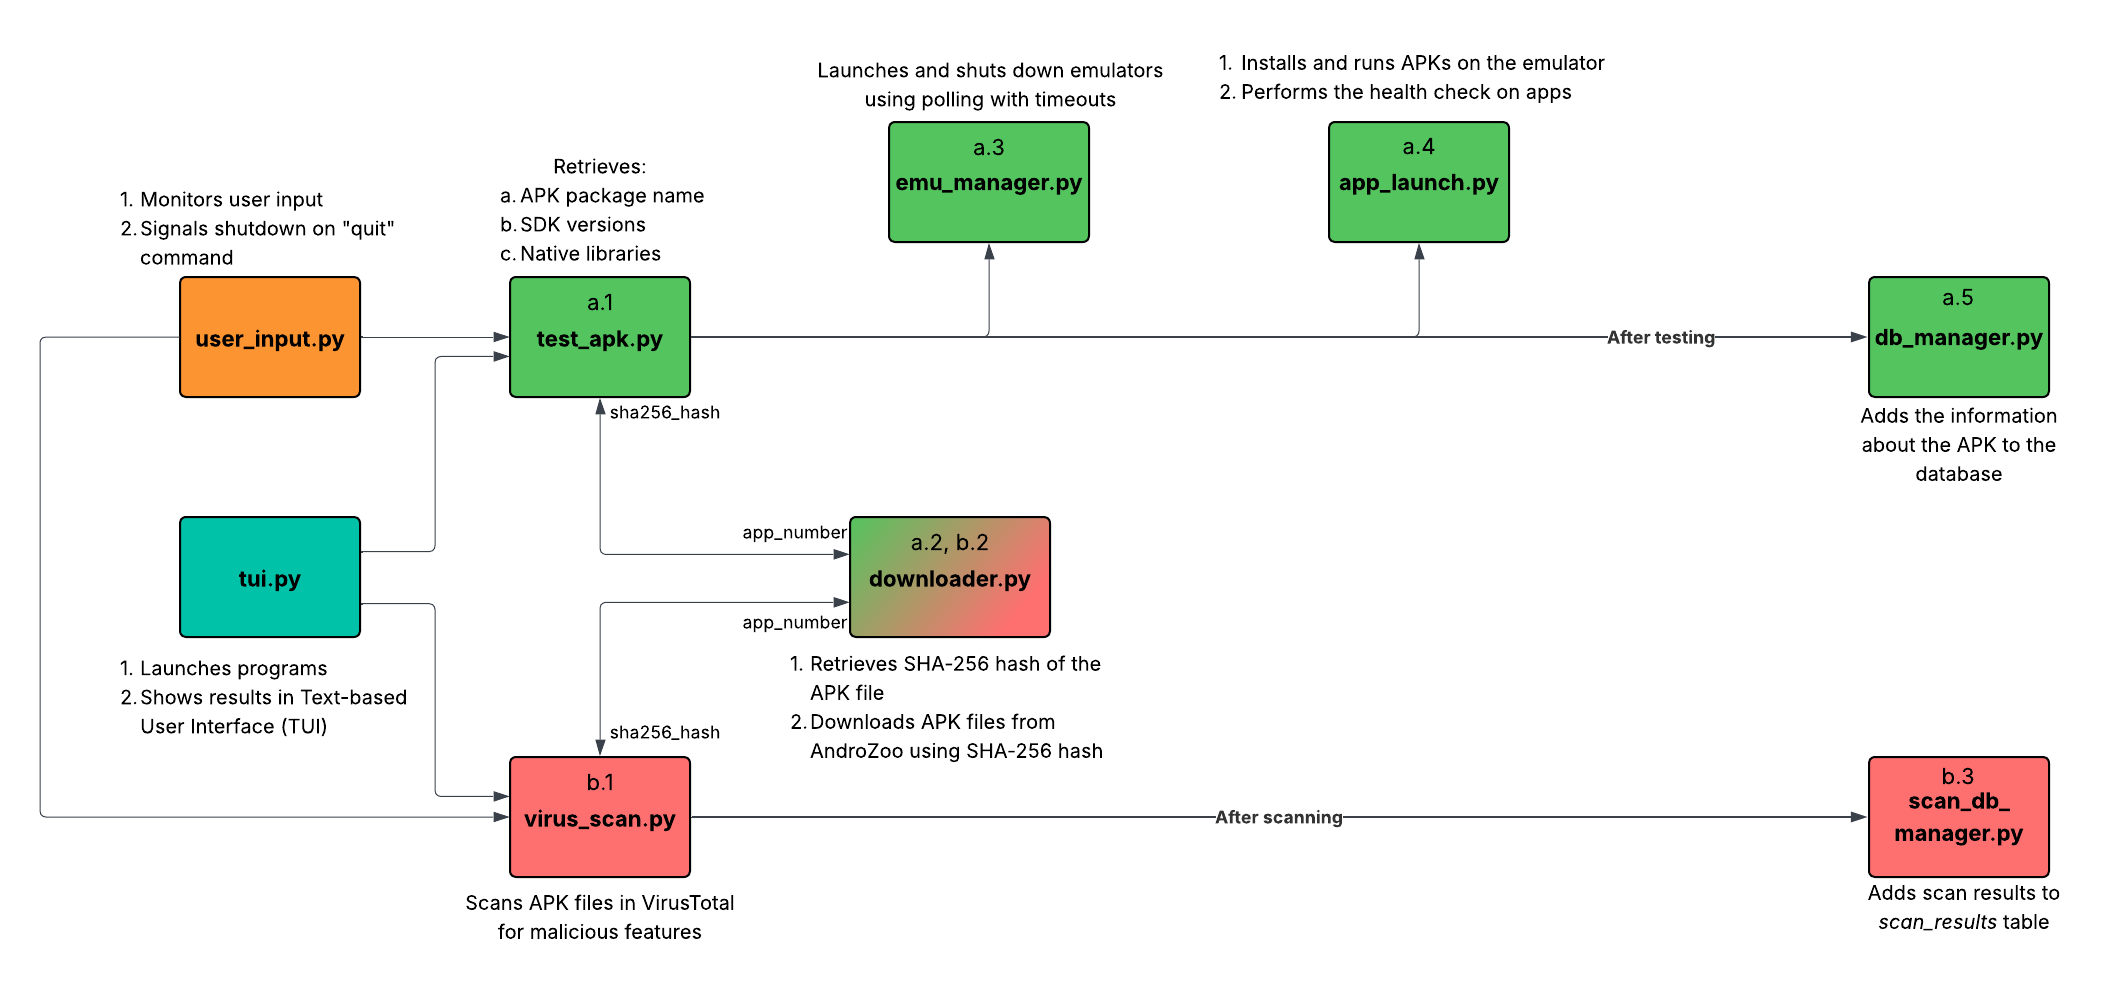 Launches and shuts down emulators
using polling with timeouts
1. Installs and runs APKs on the emulator
2. Performs the health check on apps
a.3
emu_manager.py
a.4
app_launch.py
1. Monitors user input
2. Signals shutdown on "quit"
command
Retrieves:
a. APK package name
b. SDK versions
c. Native libraries
user_input.py
a.1
test_apk.py
After testing
a.5
db_manager.py
Adds the information
about the APK to the
database
sha256_hash
app_number
tui.py
1. Launches programs
2. Shows results in Text-based
User Interface (TUI)
a.2, b.2
downloader.py
app_number
1. Retrieves SHA-256 hash of the
APK file
2. Downloads APK files from
AndroZoo using SHA-256 hash
sha256_hash
b.1
virus_scan.py
Scans APK files in VirusTotal
for malicious features
After scanning
b.3
scan_db_
manager.py
Adds scan results to
scan_results table